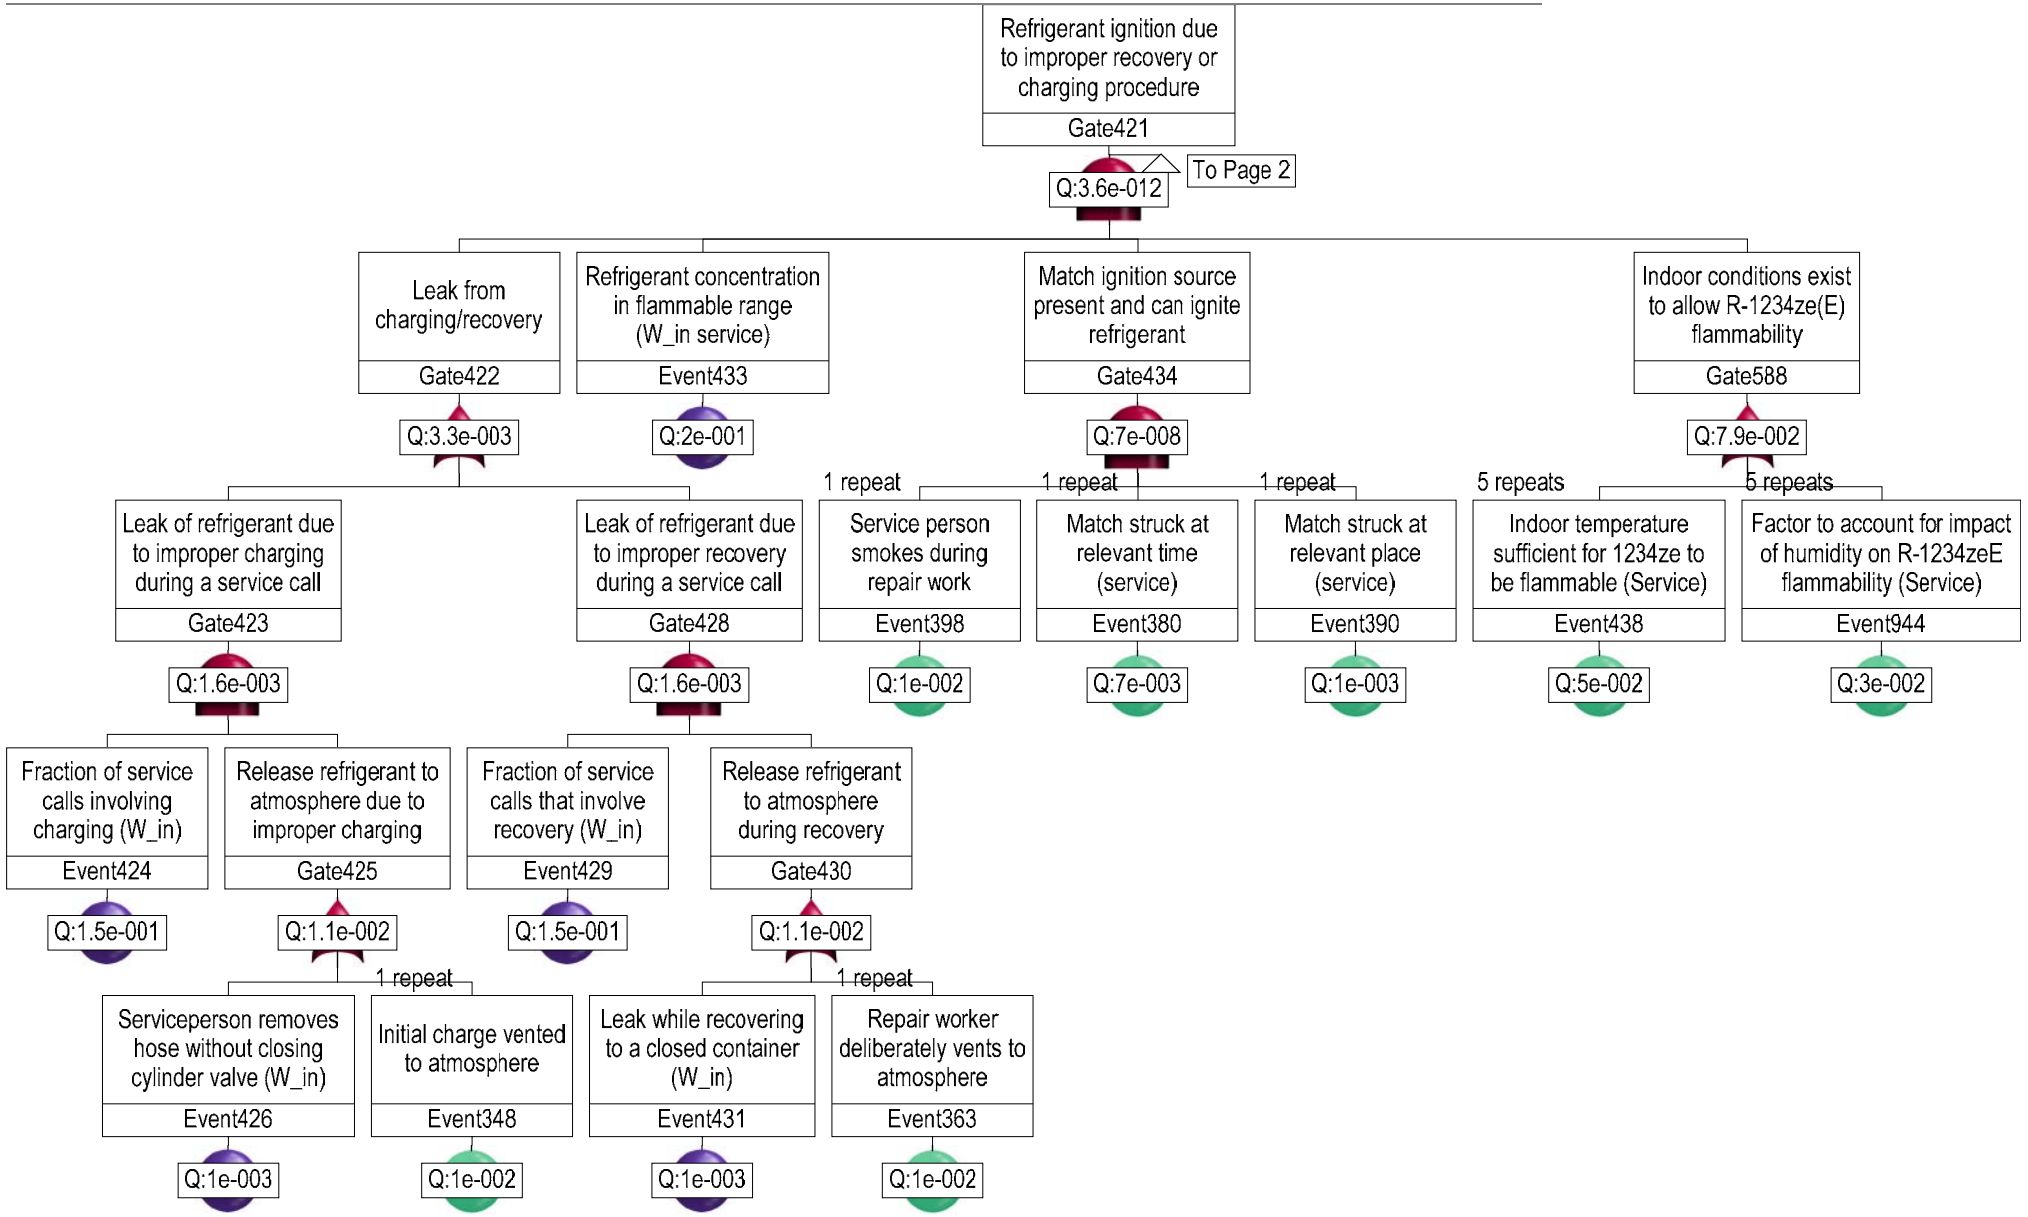 Refrigerant ignition due
to improper recovery or
charging procedure
Gate421
To Page 2
Q:3.6e-012
Leak from
charging/recovery
Gate422
Q:3.3e-003
Refrigerant concentration
in flammable range
(W_in service)
Event433
Q:2e-001
Match ignition source
present and can ignite
refrigerant
Gate434
Q:7e-008
Indoor conditions exist
to allow R-1234ze(E)
flammability
Gate588
Q:7.9e-002
Leak of refrigerant due
to improper charging
during a service call
Gate423
Q:1.6e-003
Leak of refrigerant due
to improper recovery
during a service call
Gate428
Q:1.6e-003
1 repeat
Service person
smokes during
repair work
Event398
Q:1e-002
1 repeat
Match struck at
relevant time
(service)
Event380
Q:7e-003
1 repeat
Match struck at
relevant place
(service)
Event390
Q:1e-003
5 repeats
Indoor temperature
sufficient for 1234ze to
be flammable (Service)
Event438
Q:5e-002
5 repeats
Factor to account for impact
of humidity on R-1234zeE
flammability (Service)
Event944
Q:3e-002
Fraction of service
calls involving
charging (W_in)
Event424
Q:1.5e-001
Release refrigerant to
atmosphere due to
improper charging
Gate425
Q:1.1e-002
Fraction of service
calls that involve
recovery (W_in)
Event429
Q:1.5e-001
Release refrigerant
to atmosphere
during recovery
Gate430
Q:1.1e-002
Serviceperson removes
hose without closing
cylinder valve (W_in)
Event426
Q:1e-003
1 repeat
Initial charge vented
to atmosphere
Event348
Q:1e-002
Leak while recovering
to a closed container
(W_in)
Event431
Q:1e-003
1 repeat
Repair worker
deliberately vents to
atmosphere
Event363
Q:1e-002